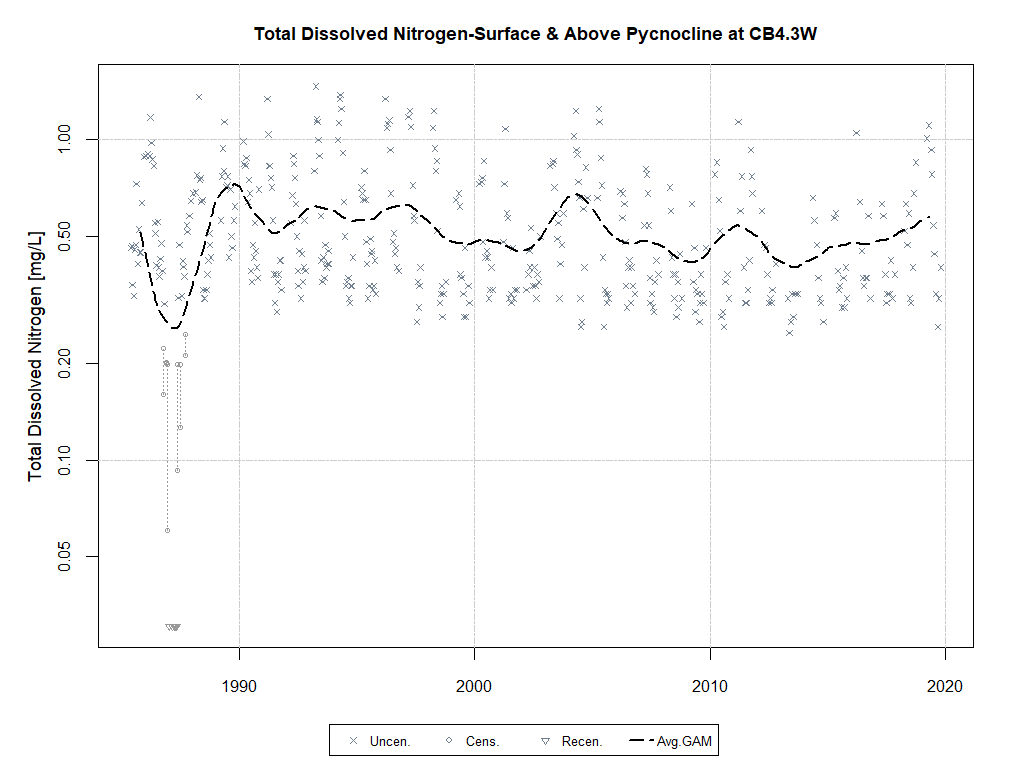 Total Dissolved Nitrogen-Surface & Above Pycnocline at CB4.3W
Total Dissolved Nitrogen [mg/L]
1.00
0.50
0.20
0.10
0.05
1990 2000 2010 2020
Uncen. Cens. Recen. Avg.GAM